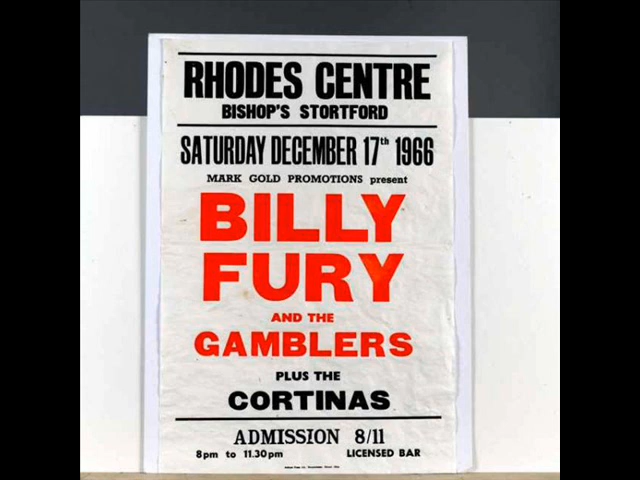 RHODES CENTRE
BISHOP'S STORTFORD
SATURDAY DECEMBER 17th 1966
MARK GOLD PROMOTIONS present
BILLY
FURY
AND THE
GAMBLERS
PLUS THE
CORTINAS
ADMISSION 8/11
8pm to 11.30pm LICENSED BAR